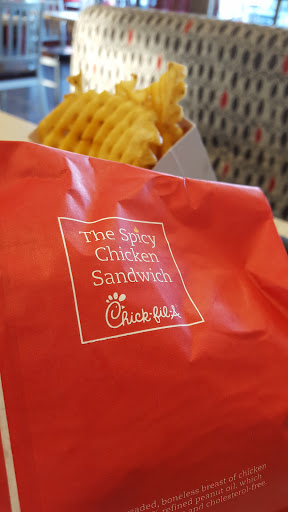 The Spicy
Chicken
Sandwich
Chick-fil-A
boneless breast of chicken
refined peanut oil, which
and cholesterol-free.